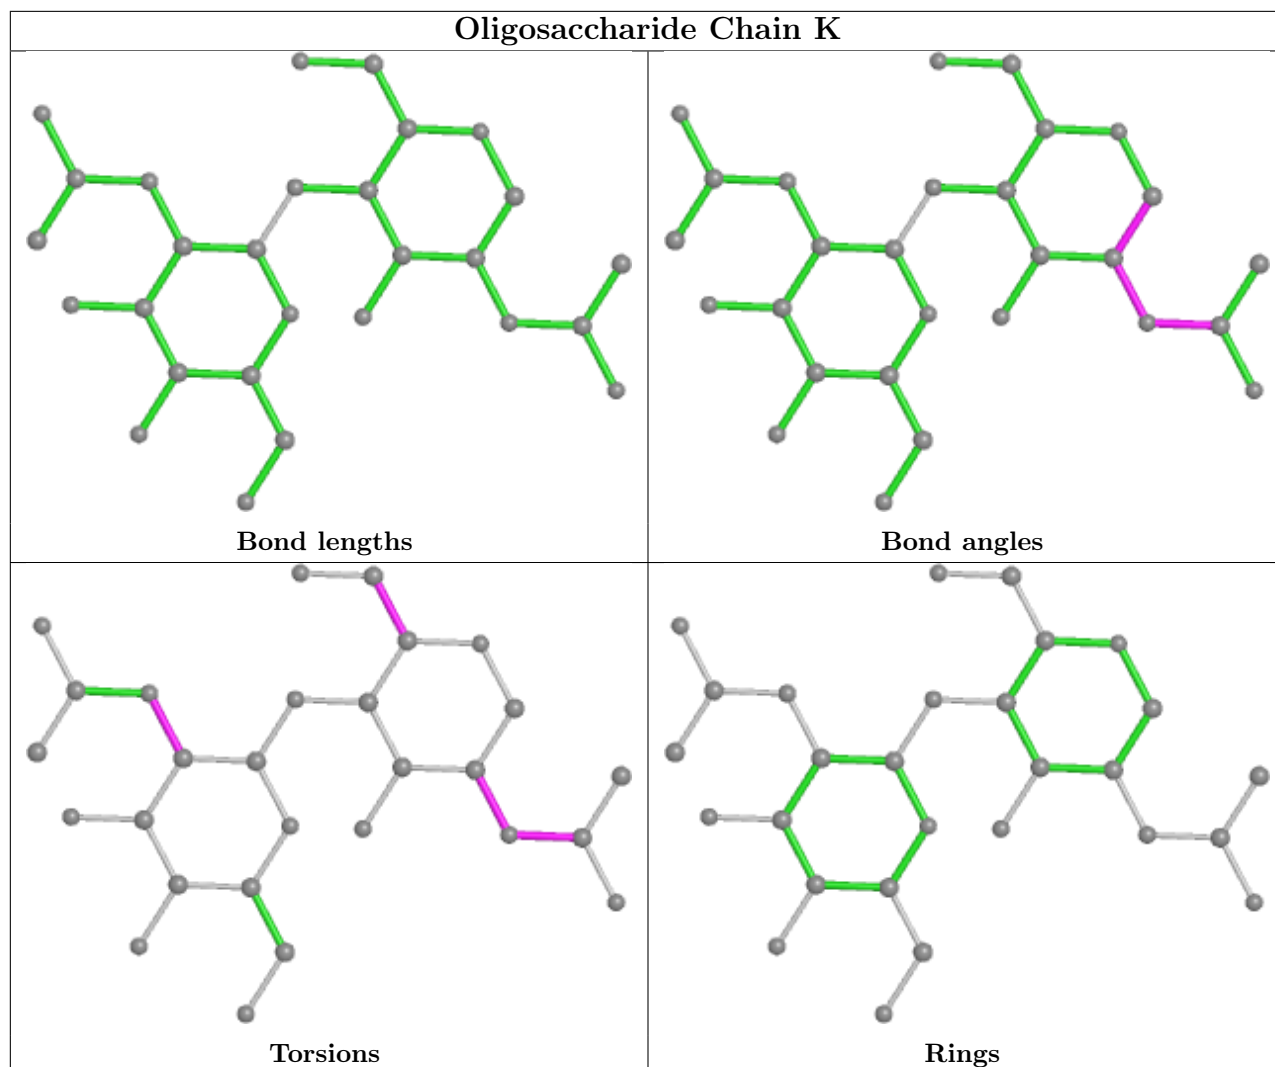 Oligosaccharide Chain K
Bond lengths
Bond angles
Torsions
Rings